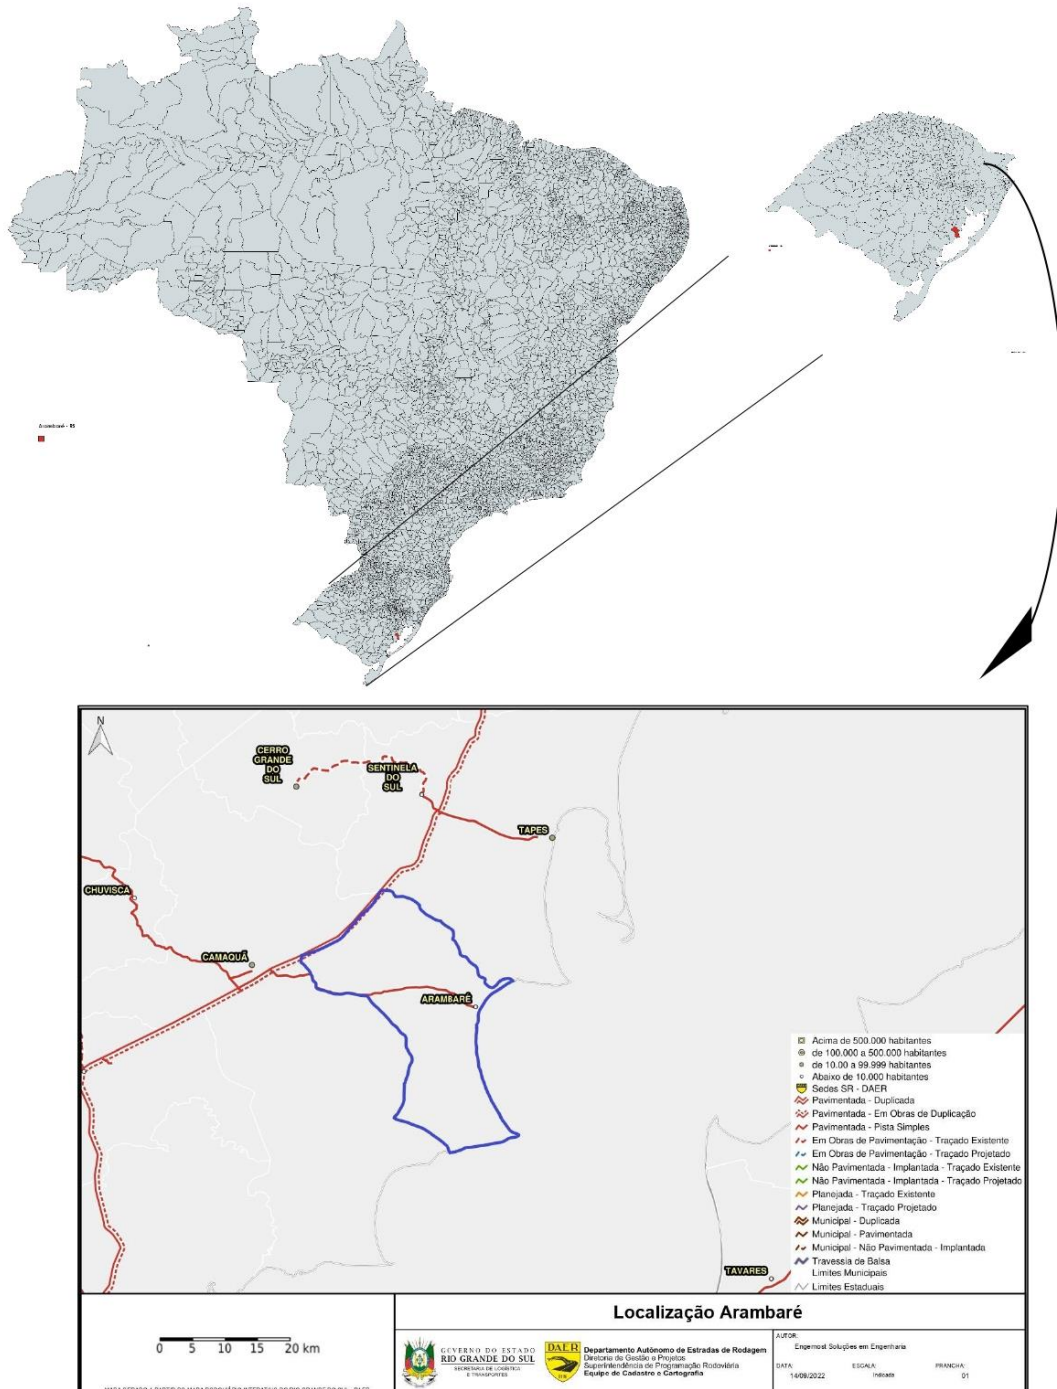 Arambaré - RS
N
CERRO
GRANDE
DO
SUL
SENTINELA
DO
SUL
TAPES
CHUVISCA
CAMAQUÃ
ARAMBARÉ
TAVARES
Acima de 500.000 habitantes
de 100.000 a 500.000 habitantes
de 10.00 a 99.999 habitantes
Abaixo de 10.000 habitantes
Sedes SR - DAER
Pavimentada - Duplicada
Pavimentada - Em Obras de Duplicação
Pavimentada - Pista Simples
Em Obras de Pavimentação - Traçado Existente
Em Obras de Pavimentação - Traçado Projetado
Não Pavimentada - Implantada - Traçado Existente
Não Pavimentada - Implantada - Traçado Projetado
Planejada - Traçado Existente
Planejada - Traçado Projetado
Municipal - Duplicada
Municipal - Pavimentada
Municipal - Não Pavimentada - Implantada
Travessia de Balsa
Limites Municipais
Limites Estaduais
Localização Arambaré
0 5 10 15 20 km
GOVERNO DO ESTADO
RIO GRANDE DO SUL
SECRETARIA DE LOGÍSTICA
E TRANSPORTES
DAER
RS
Departamento Autônomo de Estradas de Rodagem
Diretoria de Gestão e Projetos
Superintendência de Programação Rodoviária
Equipe de Cadastro e Cartografia
AUTOR:
Engemost Soluções em Engenharia
DATA:
14/09/2022
ESCALA:
Indicada
PRANCHA:
01